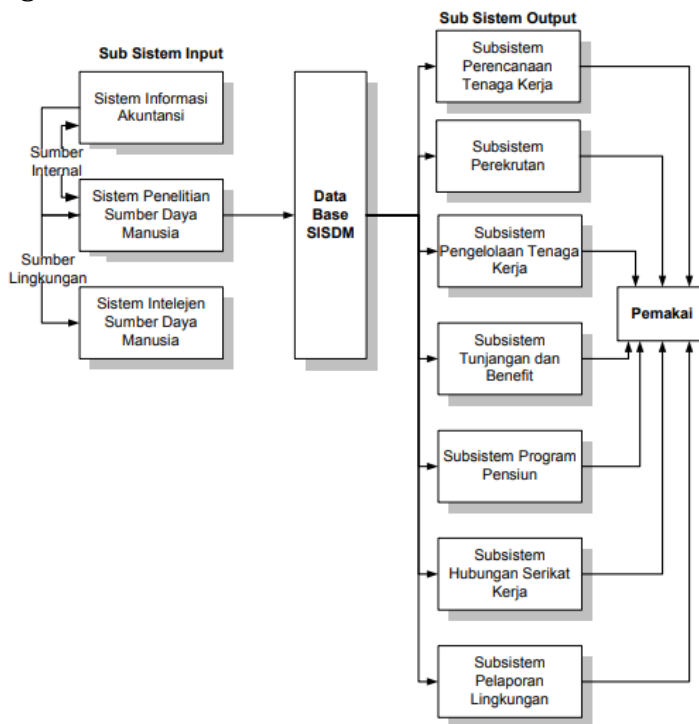 Sub Sistem Input
Sub Sistem Output
Sistem Informasi
Akuntansi
Sumber
Internal
Sistem Penelitian
Sumber Daya
Manusia
Sumber
Lingkungan
Sistem Intelejen
Sumber Daya
Manusia
Data
Base
SISDM
Subsistem
Perencanaan
Tenaga Kerja
Subsistem
Perekrutan
Subsistem
Pengelolaan Tenaga
Kerja
Subsistem
Tunjangan dan
Benefit
Subsistem Program
Pensiun
Subsistem
Hubungan Serikat
Kerja
Subsistem
Pelaporan
Lingkungan
Pemakai